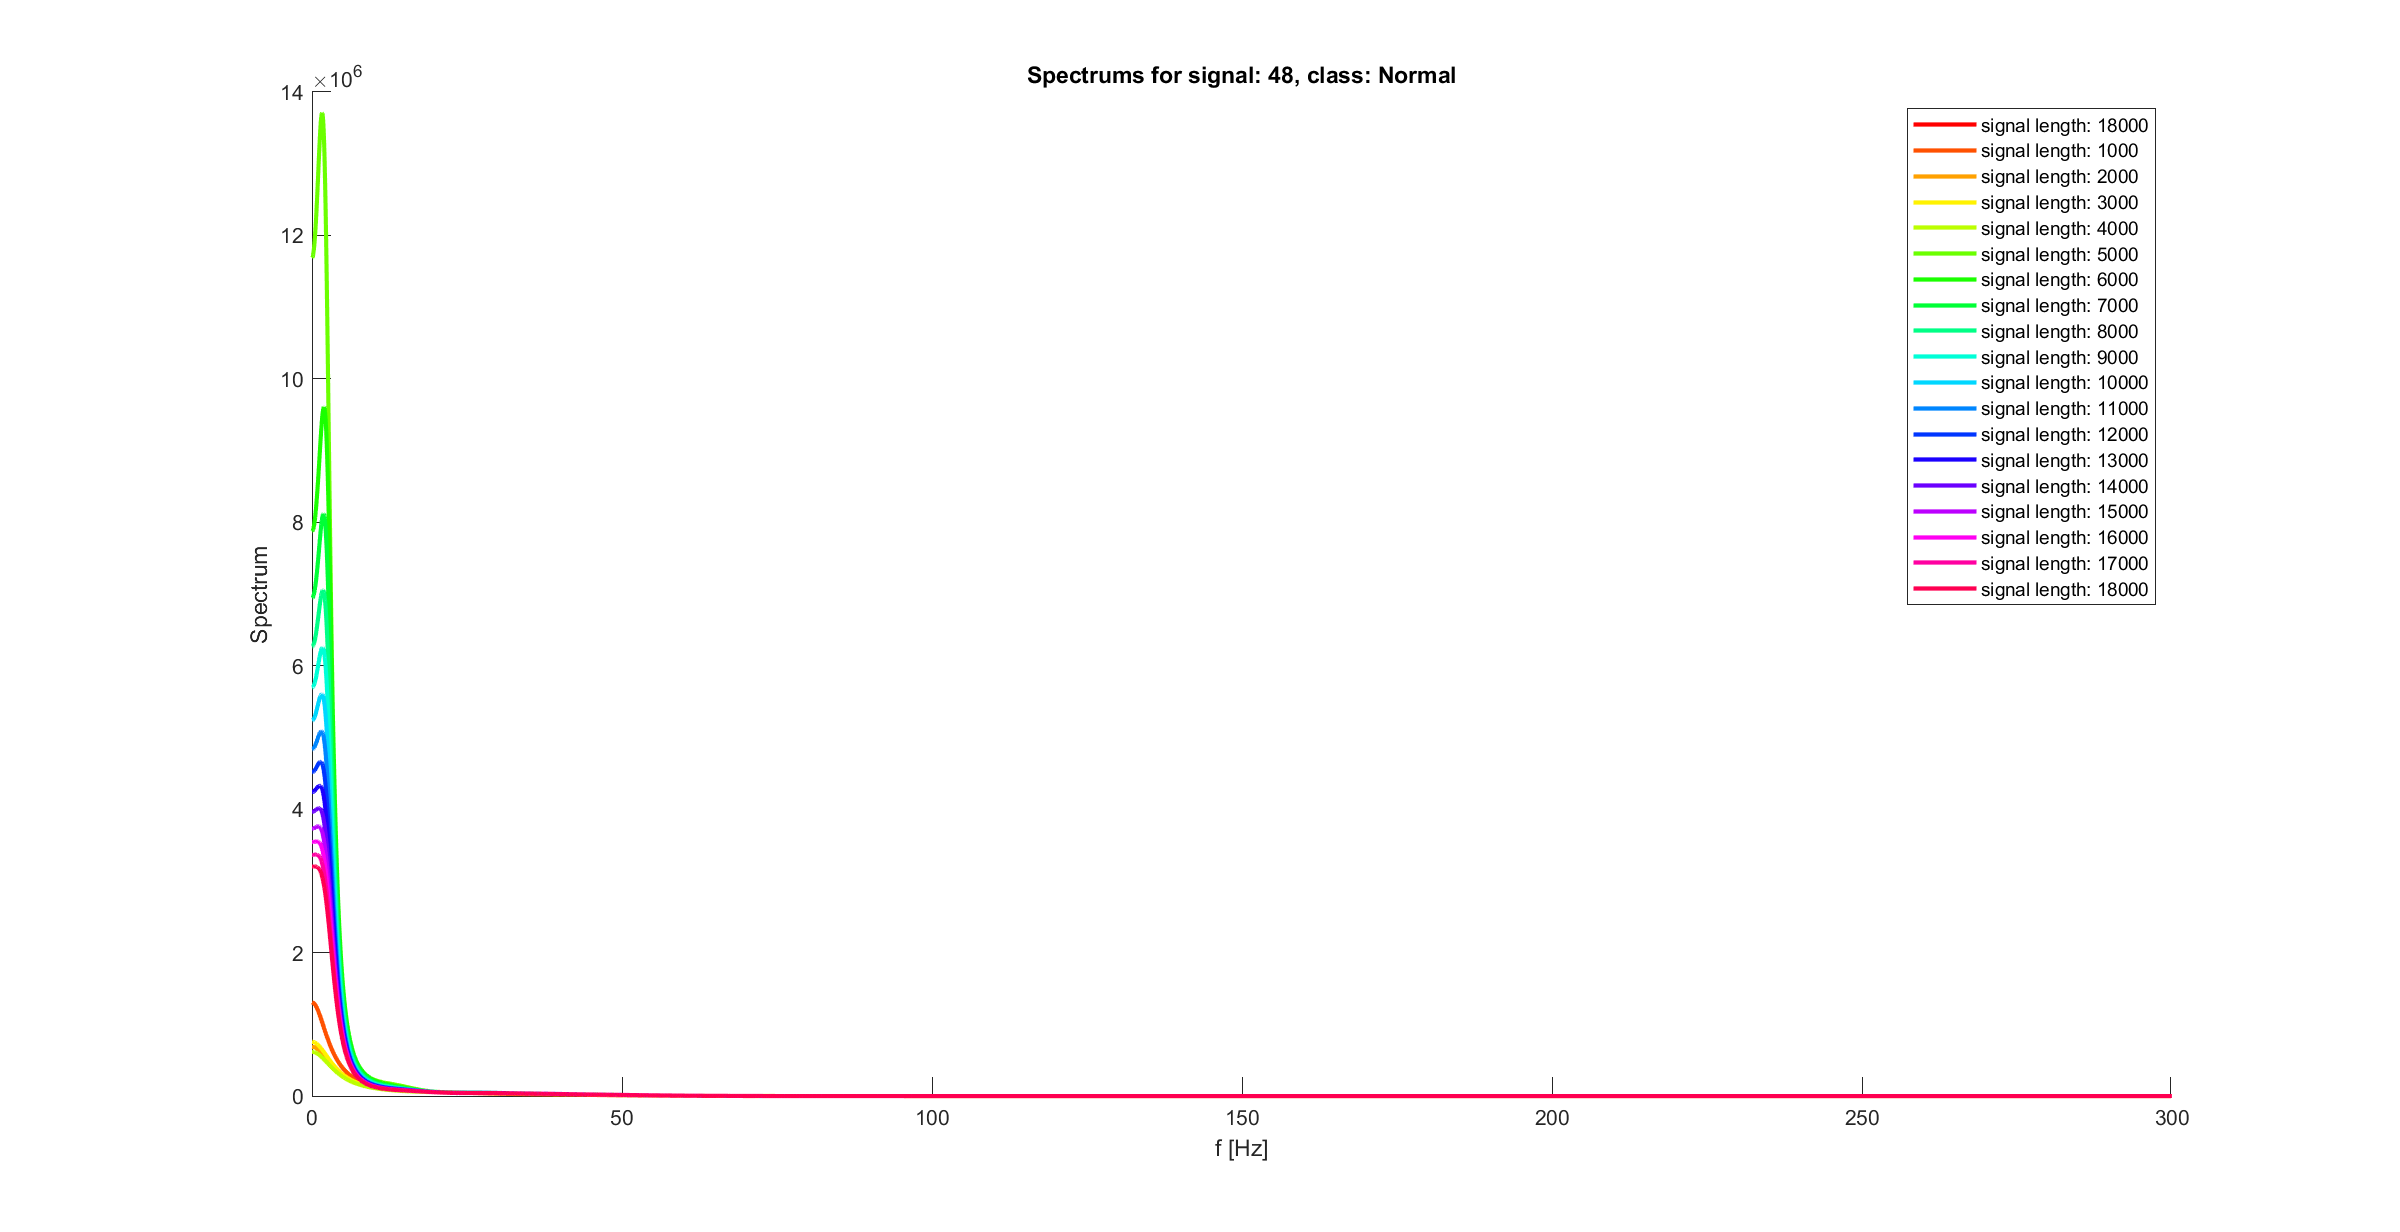 Spectrums for signal: 48, class: Normal
×10^6
14
12
10
8
6
4
2
0
Spectrum
0 50 100 150 200 250 300
f [Hz]
signal length: 18000
signal length: 1000
signal length: 2000
signal length: 3000
signal length: 4000
signal length: 5000
signal length: 6000
signal length: 7000
signal length: 8000
signal length: 9000
signal length: 10000
signal length: 11000
signal length: 12000
signal length: 13000
signal length: 14000
signal length: 15000
signal length: 16000
signal length: 17000
signal length: 18000